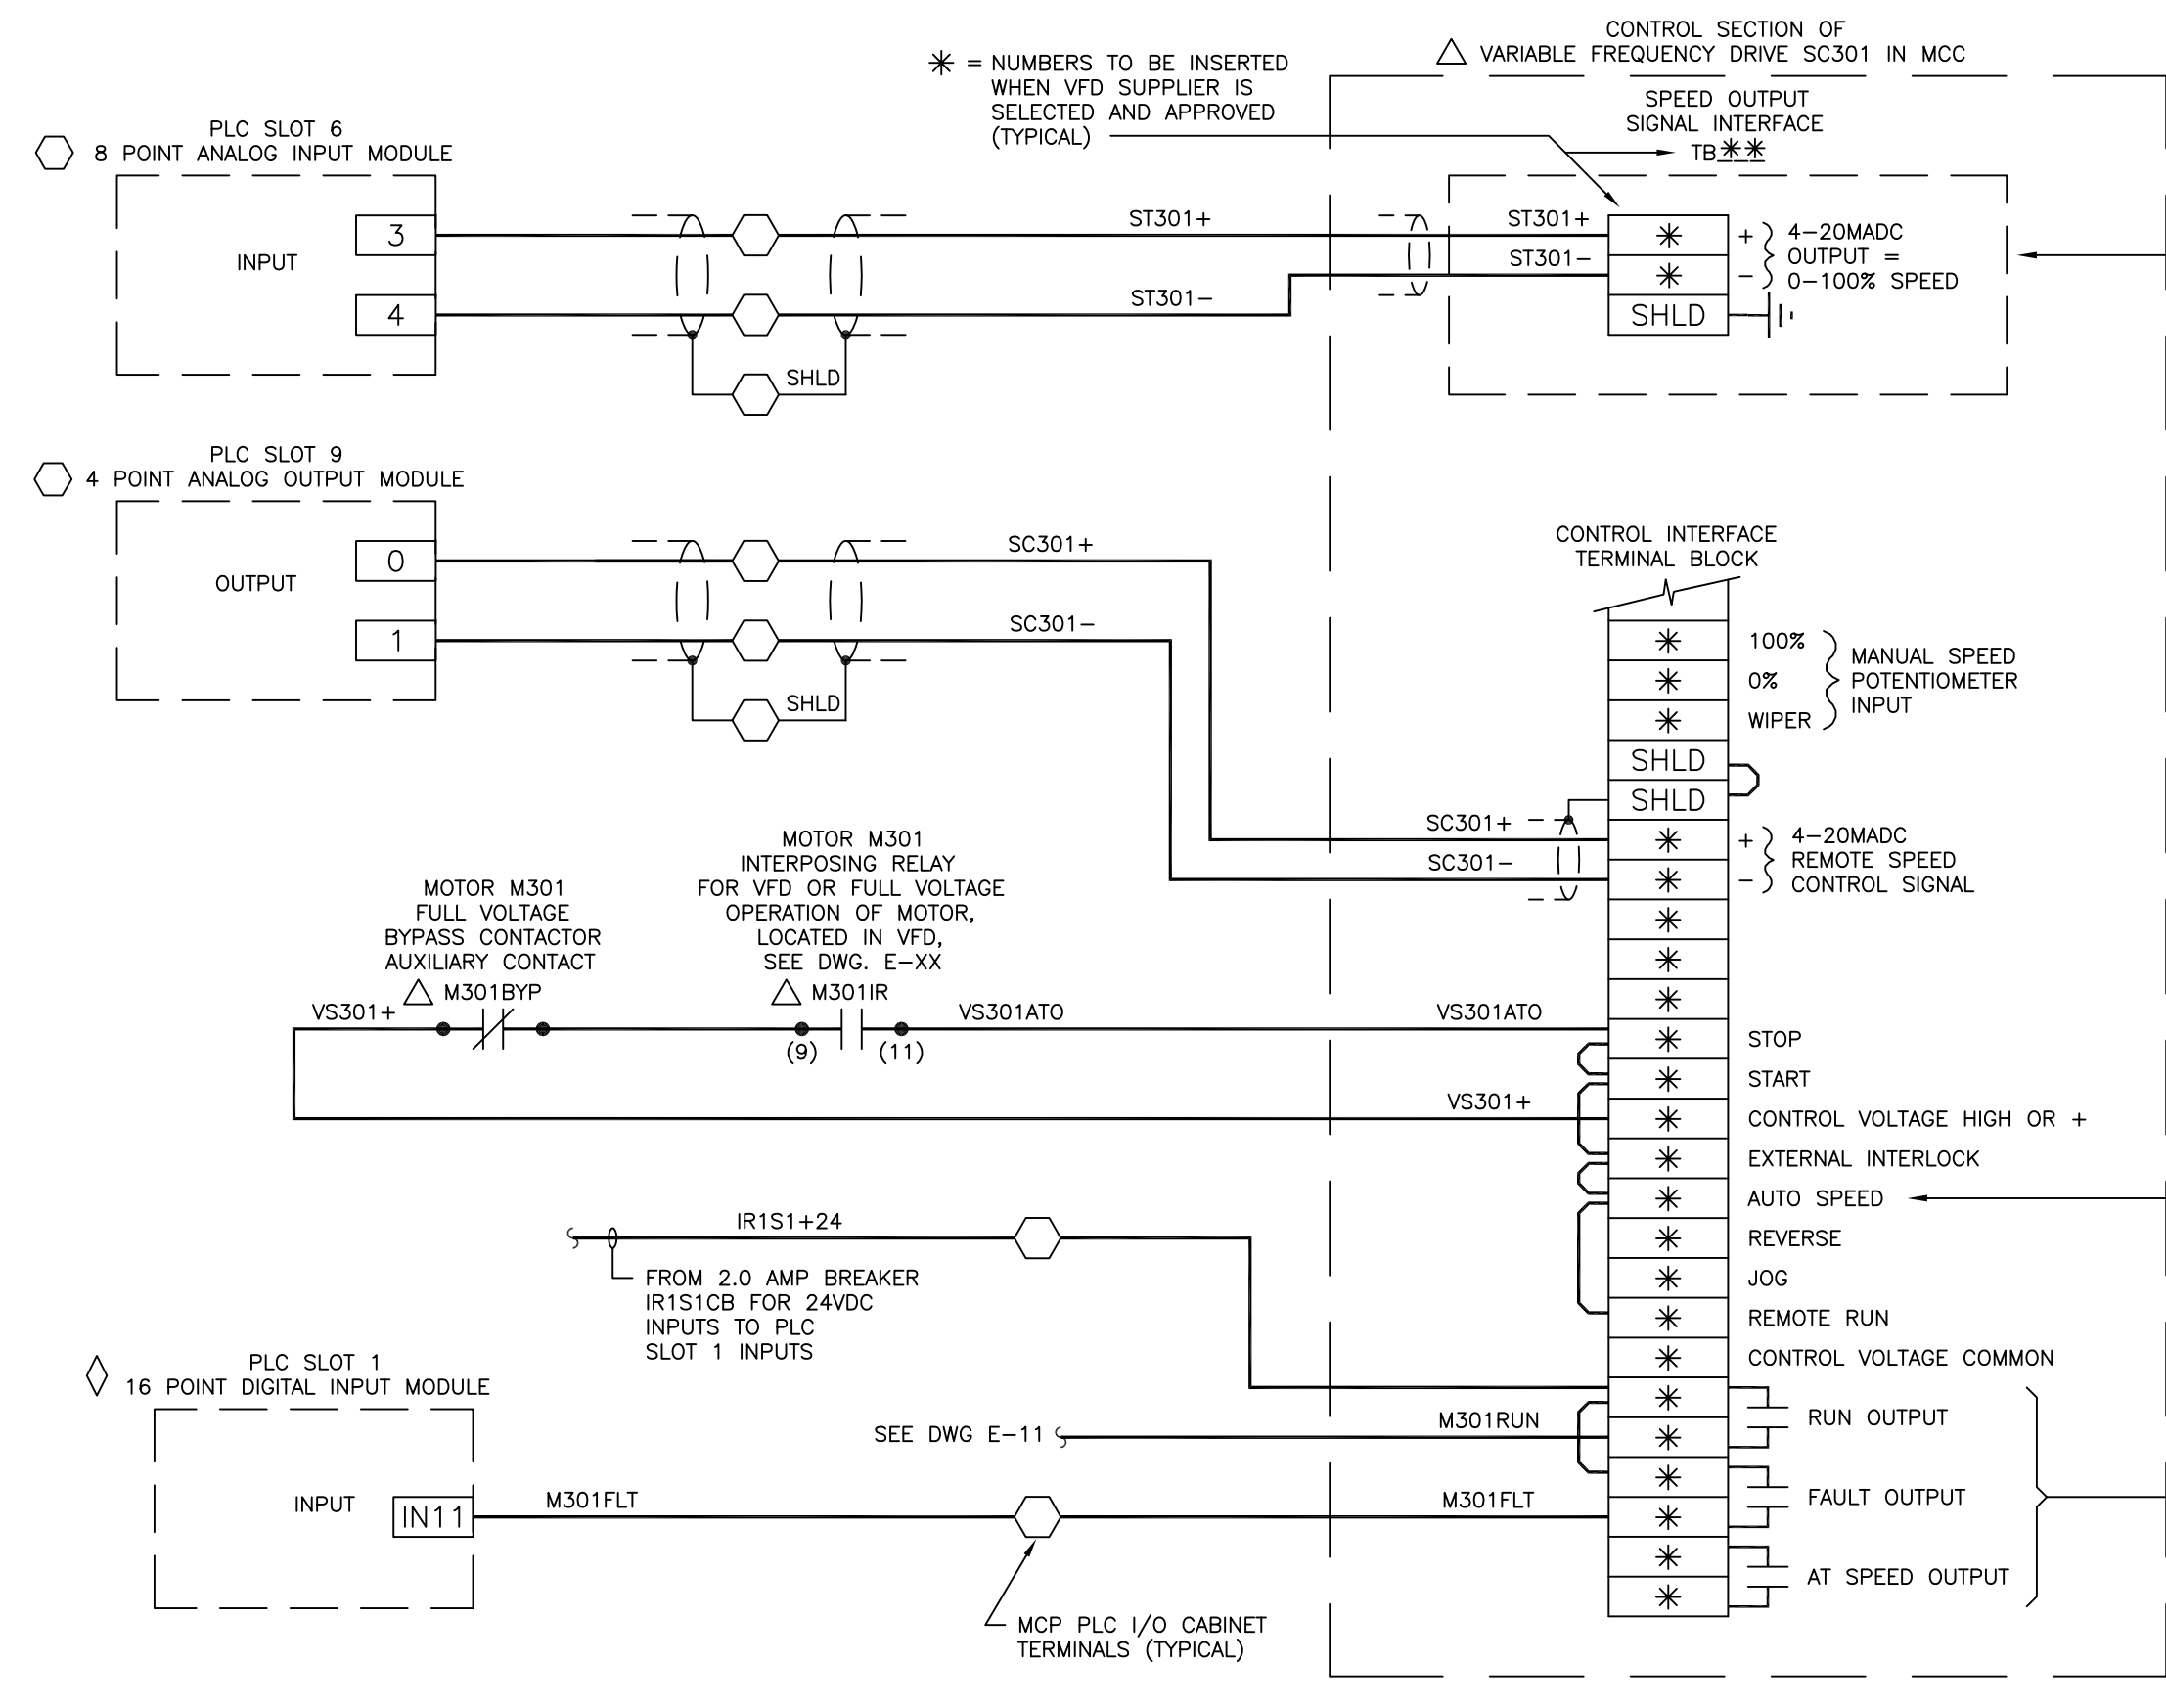 CONTROL SECTION OF
VARIABLE FREQUENCY DRIVE SC301 IN MCC
✳ = NUMBERS TO BE INSERTED
WHEN VFD SUPPLIER IS
SELECTED AND APPROVED
(TYPICAL)
SPEED OUTPUT
SIGNAL INTERFACE
TB✳✳
PLC SLOT 6
8 POINT ANALOG INPUT MODULE
INPUT
3
4
ST301+
ST301-
SHLD
ST301+
ST301-
✳
✳
SHLD
+
-
4-20MADC
OUTPUT =
0-100% SPEED
PLC SLOT 9
4 POINT ANALOG OUTPUT MODULE
OUTPUT
0
1
SC301+
SC301-
SHLD
CONTROL INTERFACE
TERMINAL BLOCK
✳ 100%
✳ 0%
✳ WIPER
MANUAL SPEED
POTENTIOMETER
INPUT
SHLD
SHLD
SC301+
SC301-
✳ +
✳ -
4-20MADC
REMOTE SPEED
CONTROL SIGNAL
✳
✳
✳
MOTOR M301
FULL VOLTAGE
BYPASS CONTACTOR
AUXILIARY CONTACT
M301BYP
MOTOR M301
INTERPOSING RELAY
FOR VFD OR FULL VOLTAGE
OPERATION OF MOTOR,
LOCATED IN VFD,
SEE DWG. E-XX
M301IR
VS301+
(9)
(11)
VS301ATO
VS301ATO
✳ STOP
✳ START
VS301+
✳ CONTROL VOLTAGE HIGH OR +
✳ EXTERNAL INTERLOCK
✳ AUTO SPEED
✳ REVERSE
✳ JOG
✳ REMOTE RUN
✳ CONTROL VOLTAGE COMMON
IR1S1+24
FROM 2.0 AMP BREAKER
IR1S1CB FOR 24VDC
INPUTS TO PLC
SLOT 1 INPUTS
✳
SEE DWG E-11
M301RUN
✳
RUN OUTPUT
PLC SLOT 1
16 POINT DIGITAL INPUT MODULE
INPUT
IN11
M301FLT
M301FLT
✳
✳
FAULT OUTPUT
✳
✳
AT SPEED OUTPUT
MCP PLC I/O CABINET
TERMINALS (TYPICAL)